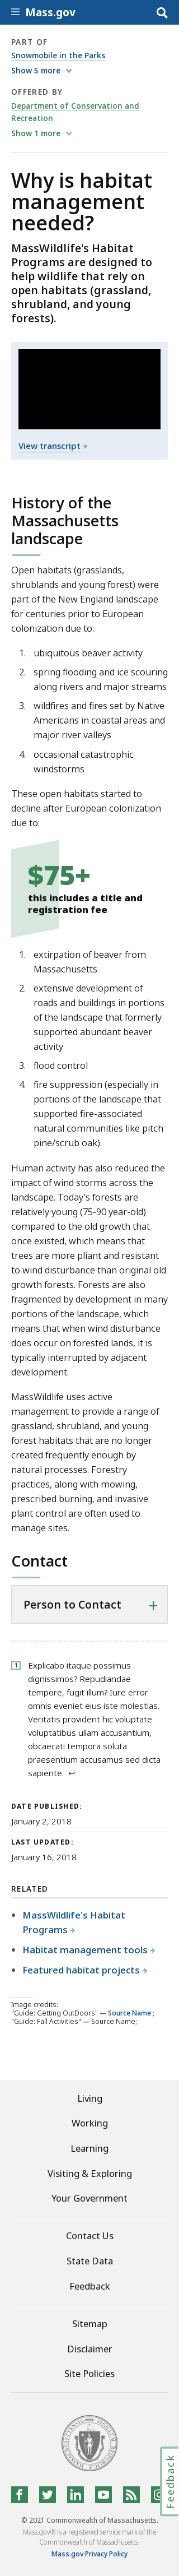 Mass.gov
PART OF
Snowmobile in the Parks
Show 5 more
OFFERED BY
Department of Conservation and
Recreation
Show 1 more
Why is habitat
management
needed?
MassWildlife's Habitat
Programs are designed to
help wildlife that rely on
open habitats (grassland,
shrubland, and young
forests).
View transcript
History of the
Massachusetts
landscape
Open habitats (grasslands,
shrublands and young forest) were
part of the New England landscape
for centuries prior to European
colonization due to:
1. ubiquitous beaver activity
2. spring flooding and ice scouring
along rivers and major streams
3. wildfires and fires set by Native
Americans in coastal areas and
major river valleys
4. occasional catastrophic
windstorms
These open habitats started to
decline after European colonization
due to:
$75+
this includes a title and
registration fee
1. extirpation of beaver from
Massachusetts
2. extensive development of
roads and buildings in portions
of the landscape that
supported abundant beaver
activity
3. flood control
4. fire suppression (especially in
portions of the landscape that
supported fire-associated
natural communities like pitch
pine/scrub oak).
Human activity has also reduced the
impact of wind storms across the
landscape. Today's forests are
relatively young (75-90 year-old)
compared to the old growth that
once existed, which means that
trees are more pliant and resistant
to wind disturbance than original old
growth forests. Forests are also
fragmented by development in many
portions of the landscape, which
means that when wind disturbance
does occur on forested lands, it is
typically interrupted by adjacent
development.
MassWildlife uses active
management to provide a range of
grassland, shrubland, and young
forest habitats that are no longer
created frequently enough by
natural processes. Active
practices, along with mowing,
prescribed burning, and invasive
plant control are often used to
manage sites.
Contact
Person to Contact
1 Explicabo itaque possimus
dignissimos? Repudiandae
tempore, fugit illum? Iure error
omnis eveniet eius iste molestias.
Veritatis provident hic voluptate
voluptatibus ullam accusantium,
obcaecati tempora soluta
praesentium accusamus sed dicta
sapiente. ↩
DATE PUBLISHED:
January 2, 2018
LAST UPDATED:
January 16, 2018
RELATED
MassWildlife's Habitat
Programs
Habitat management tools
Featured habitat projects
Image credits:
"Guide: Getting OutDoors" — Source Name ;
"Guide: Fall Activities" — Source Name;
Living
Working
Learning
Visiting & Exploring
Your Government
Contact Us
State Data
Feedback
Sitemap
Disclaimer
Site Policies
Feedback
© 2021 Commonwealth of Massachusetts.
Mass.gov® is a registered service mark of the
Commonwealth of Massachusetts.
Mass.gov Privacy Policy